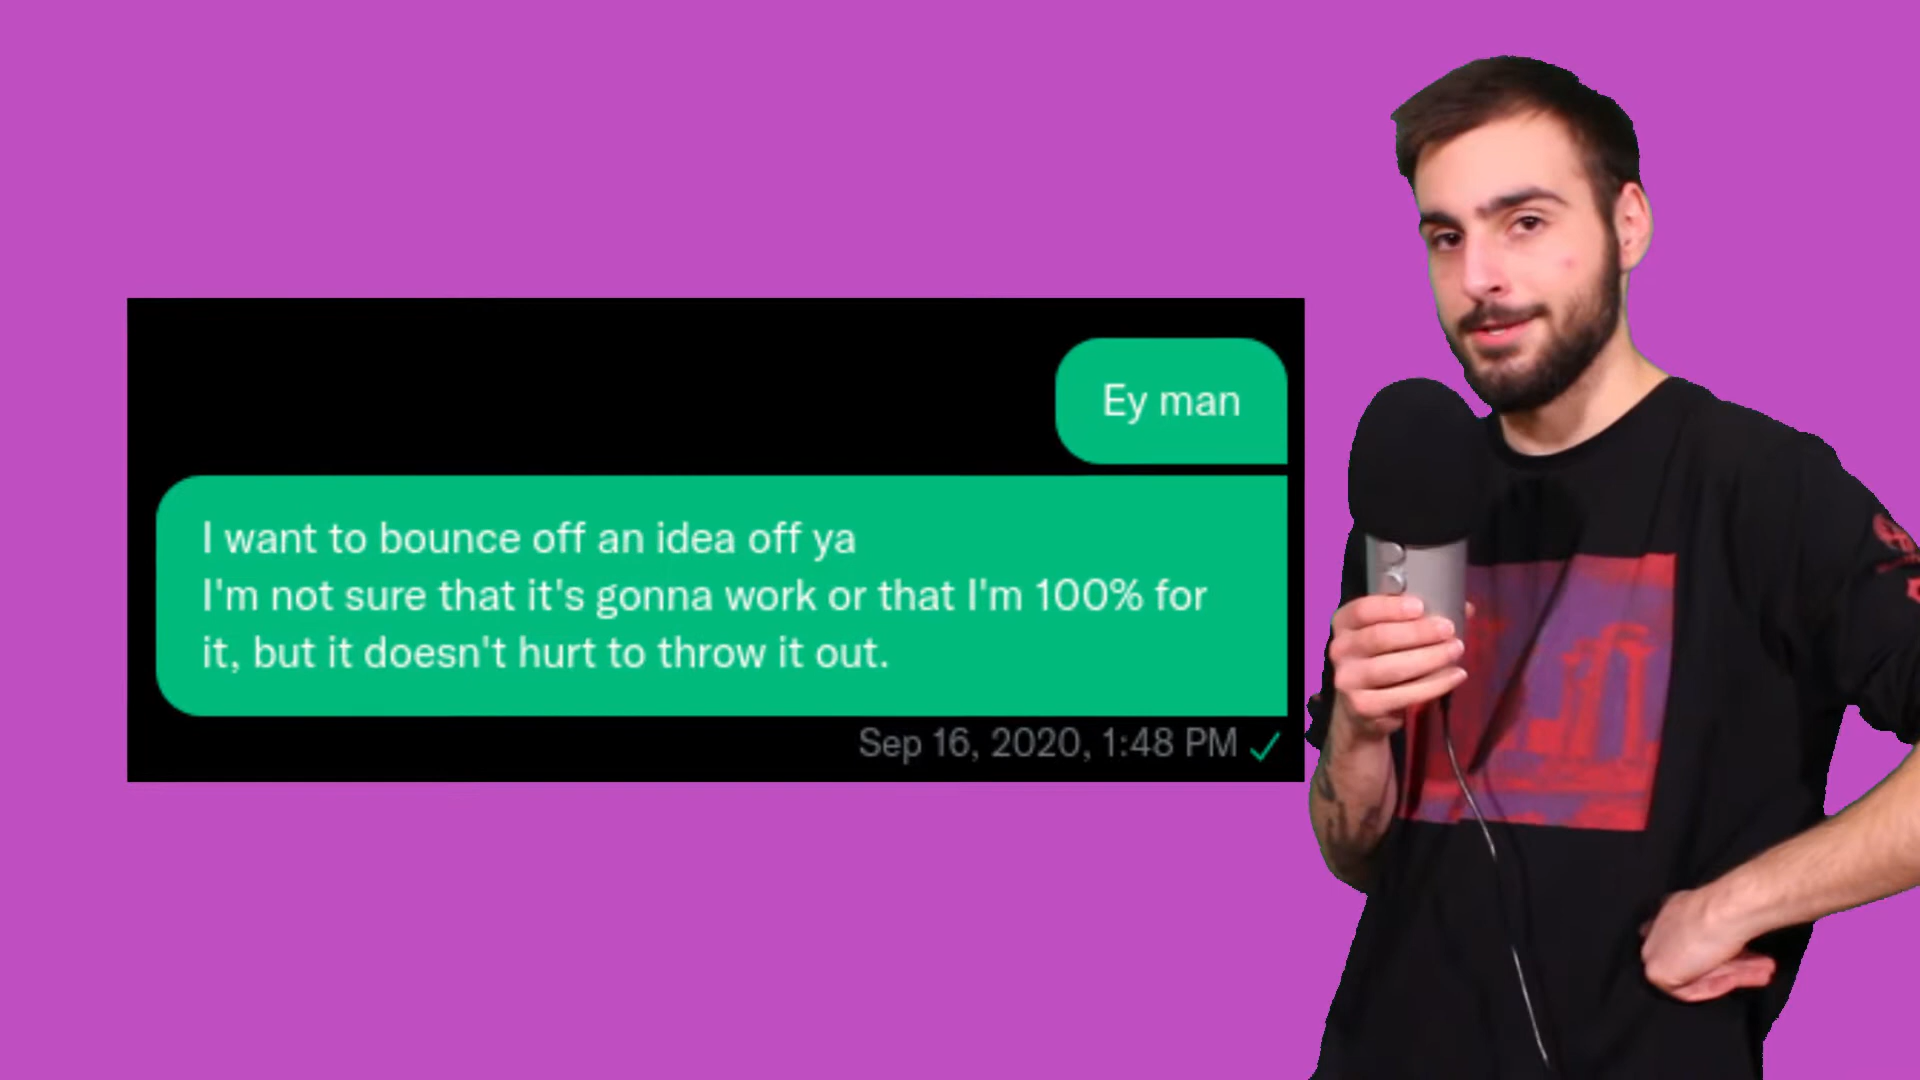 Ey man
I want to bounce off an idea off ya
I'm not sure that it's gonna work or that I'm 100% for
it, but it doesn't hurt to throw it out.
Sep 16, 2020, 1:48 PM